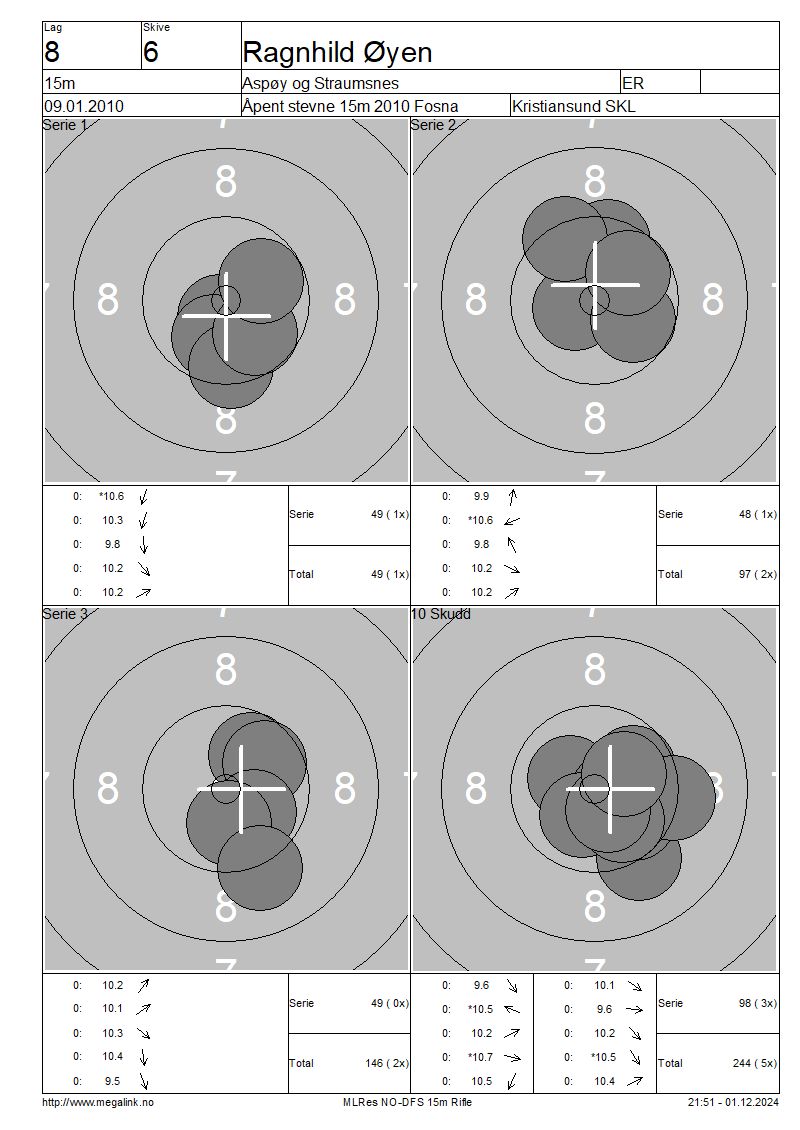 Lag
Skive
8
6
Ragnhild Øyen
15m
Aspøy og Straumsnes
ER
09.01.2010
Åpent stevne 15m 2010 Fosna
Kristiansund SKL
Serie 1
7
8
7
8
8
8
7
Serie 2
7
8
8
8
7
8
7
0: *10.6
0: 10.3
0: 9.8
0: 10.2
0: 10.2
Serie 49 ( 1x)
Total 49 ( 1x)
0: 9.9
0: *10.6
0: 9.8
0: 10.2
0: 10.2
Serie 48 ( 1x)
Total 97 ( 2x)
Serie 3
7
8
7
8
8
8
7
10 Skudd
7
8
8
8
7
8
7
0: 10.2
0: 10.1
0: 10.3
0: 10.4
0: 9.5
Serie 49 ( 0x)
Total 146 ( 2x)
0: 9.6
0: *10.5
0: 10.2
0: *10.7
0: 10.5
0: 10.1
0: 9.6
0: 10.2
0: *10.5
0: 10.4
Serie 98 ( 3x)
Total 244 ( 5x)
http://www.megalink.no
MLRes NO-DFS 15m Rifle
21:51 - 01.12.2024